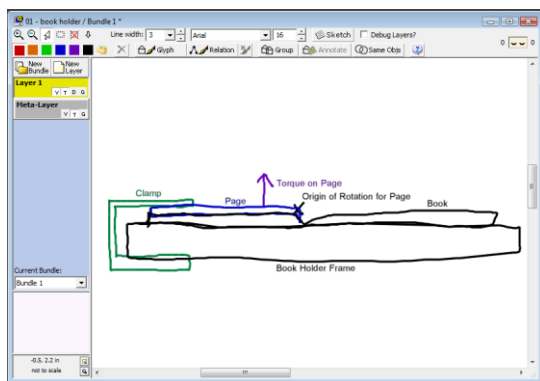 01 - book holder / Bundle 1 *
Line width: 3 Arial 16 Sketch Debug Layers?
Glyph Relation Group Annotate Same Objs
0 0
New Bundle New Layer
Layer 1
V T D G
Meta-Layer
V T G
Clamp
Page
Torque on Page
Origin of Rotation for Page
Book
Book Holder Frame
Current Bundle:
Bundle 1
-0.5, 2.2 in
not to scale